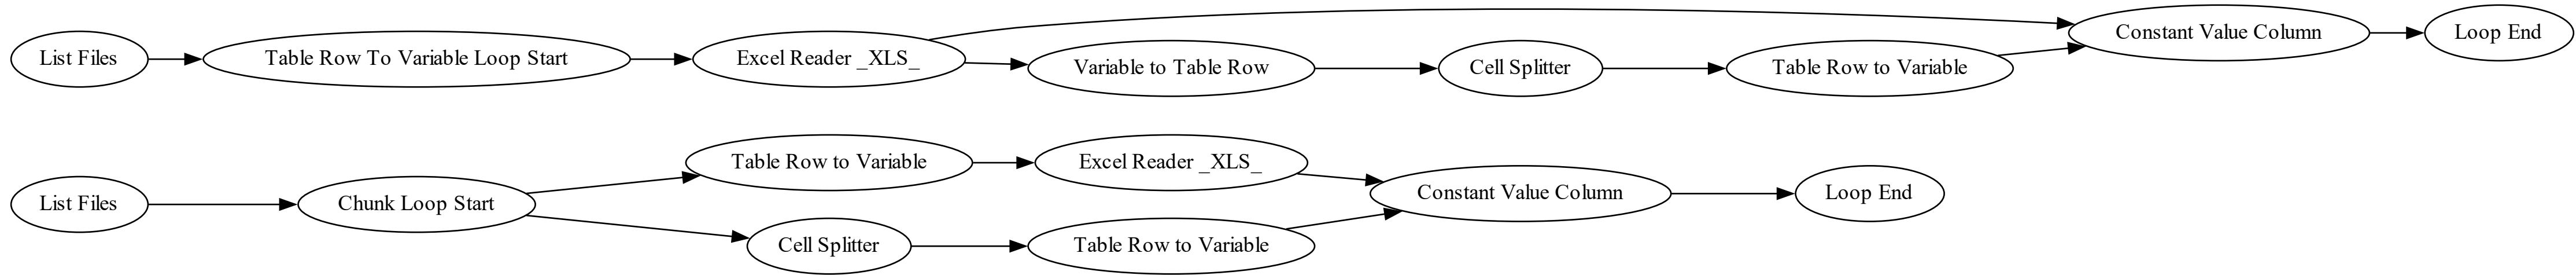 List Files
Table Row To Variable Loop Start
Excel Reader _XLS_
Variable to Table Row
Cell Splitter
Table Row to Variable
Constant Value Column
Loop End
List Files
Chunk Loop Start
Table Row to Variable
Excel Reader _XLS_
Cell Splitter
Table Row to Variable
Constant Value Column
Loop End